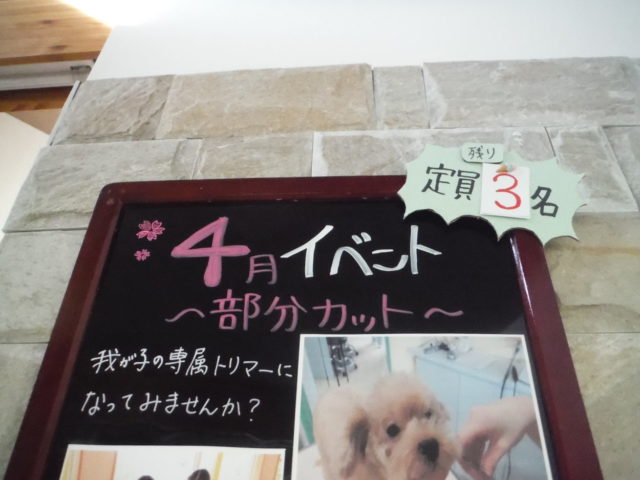 残り
定員3名
4月イベント
～部分カット～
我が子の専属トリマーに
なってみませんか?